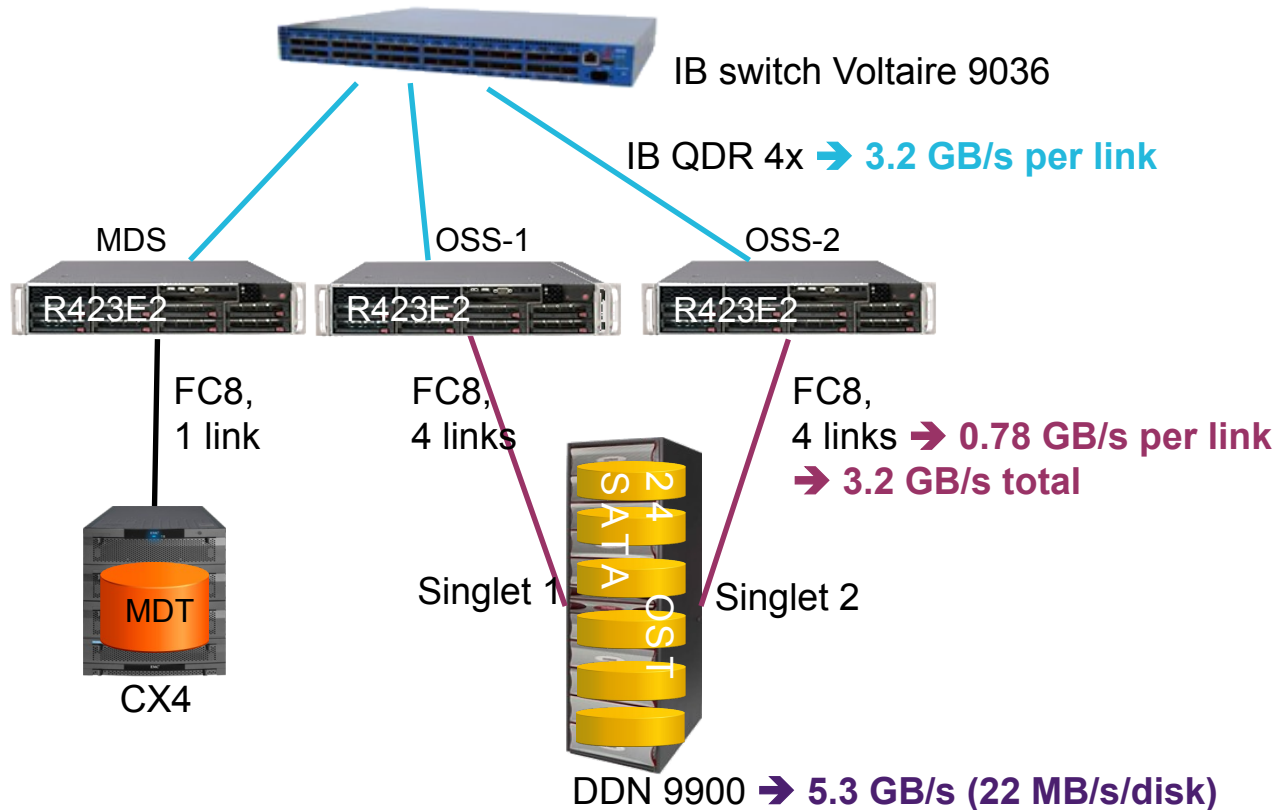 IB switch Voltaire 9036
IB QDR 4x ➔ 3.2 GB/s per link
MDS
OSS-1
OSS-2
R423E2
R423E2
R423E2
FC8,
1 link
FC8,
4 links
FC8,
4 links ➔ 0.78 GB/s per link
➔ 3.2 GB/s total
24 OST
SATA
Singlet 1
Singlet 2
MDT
CX4
DDN 9900 ➔ 5.3 GB/s (22 MB/s/disk)